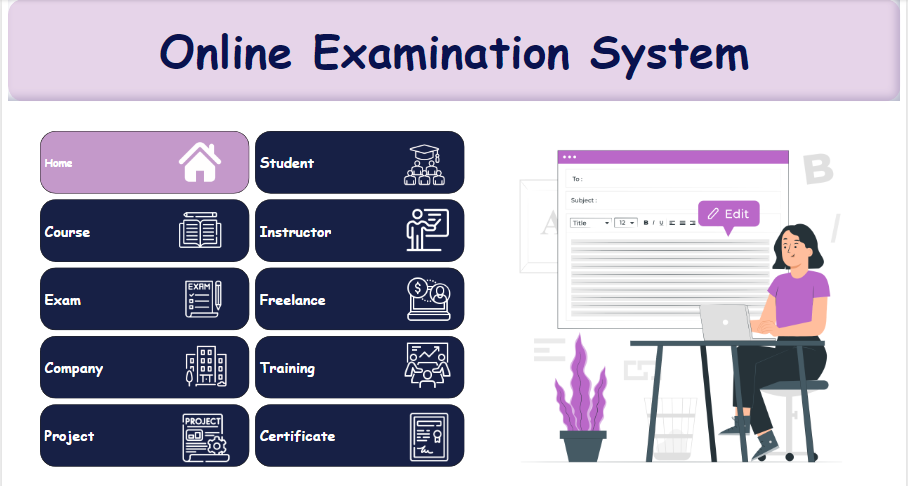 Online Examination System
Home
Student
Course
Instructor
Exam
EXAM
Freelance
Company
Training
Project
PROJECT
Certificate
To :
Subject :
Title
12
B I U
Edit
A
B
I